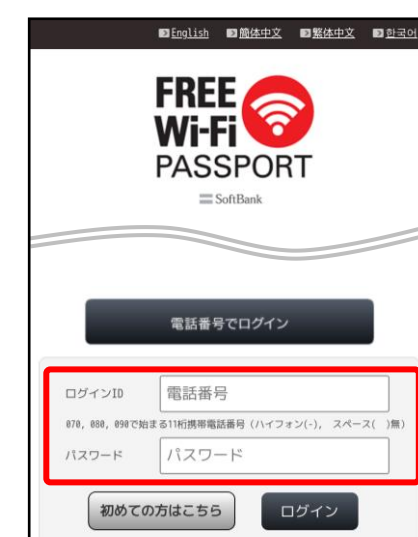 English 簡体中文 繁体中文 한국어
FREE
Wi-Fi
PASSPORT
SoftBank
電話番号でログイン
ログインID 電話番号
070, 080, 090で始まる11桁携帯電話番号 (ハイフォン(-), スペース( )無)
パスワード パスワード
初めての方はこちら ログイン